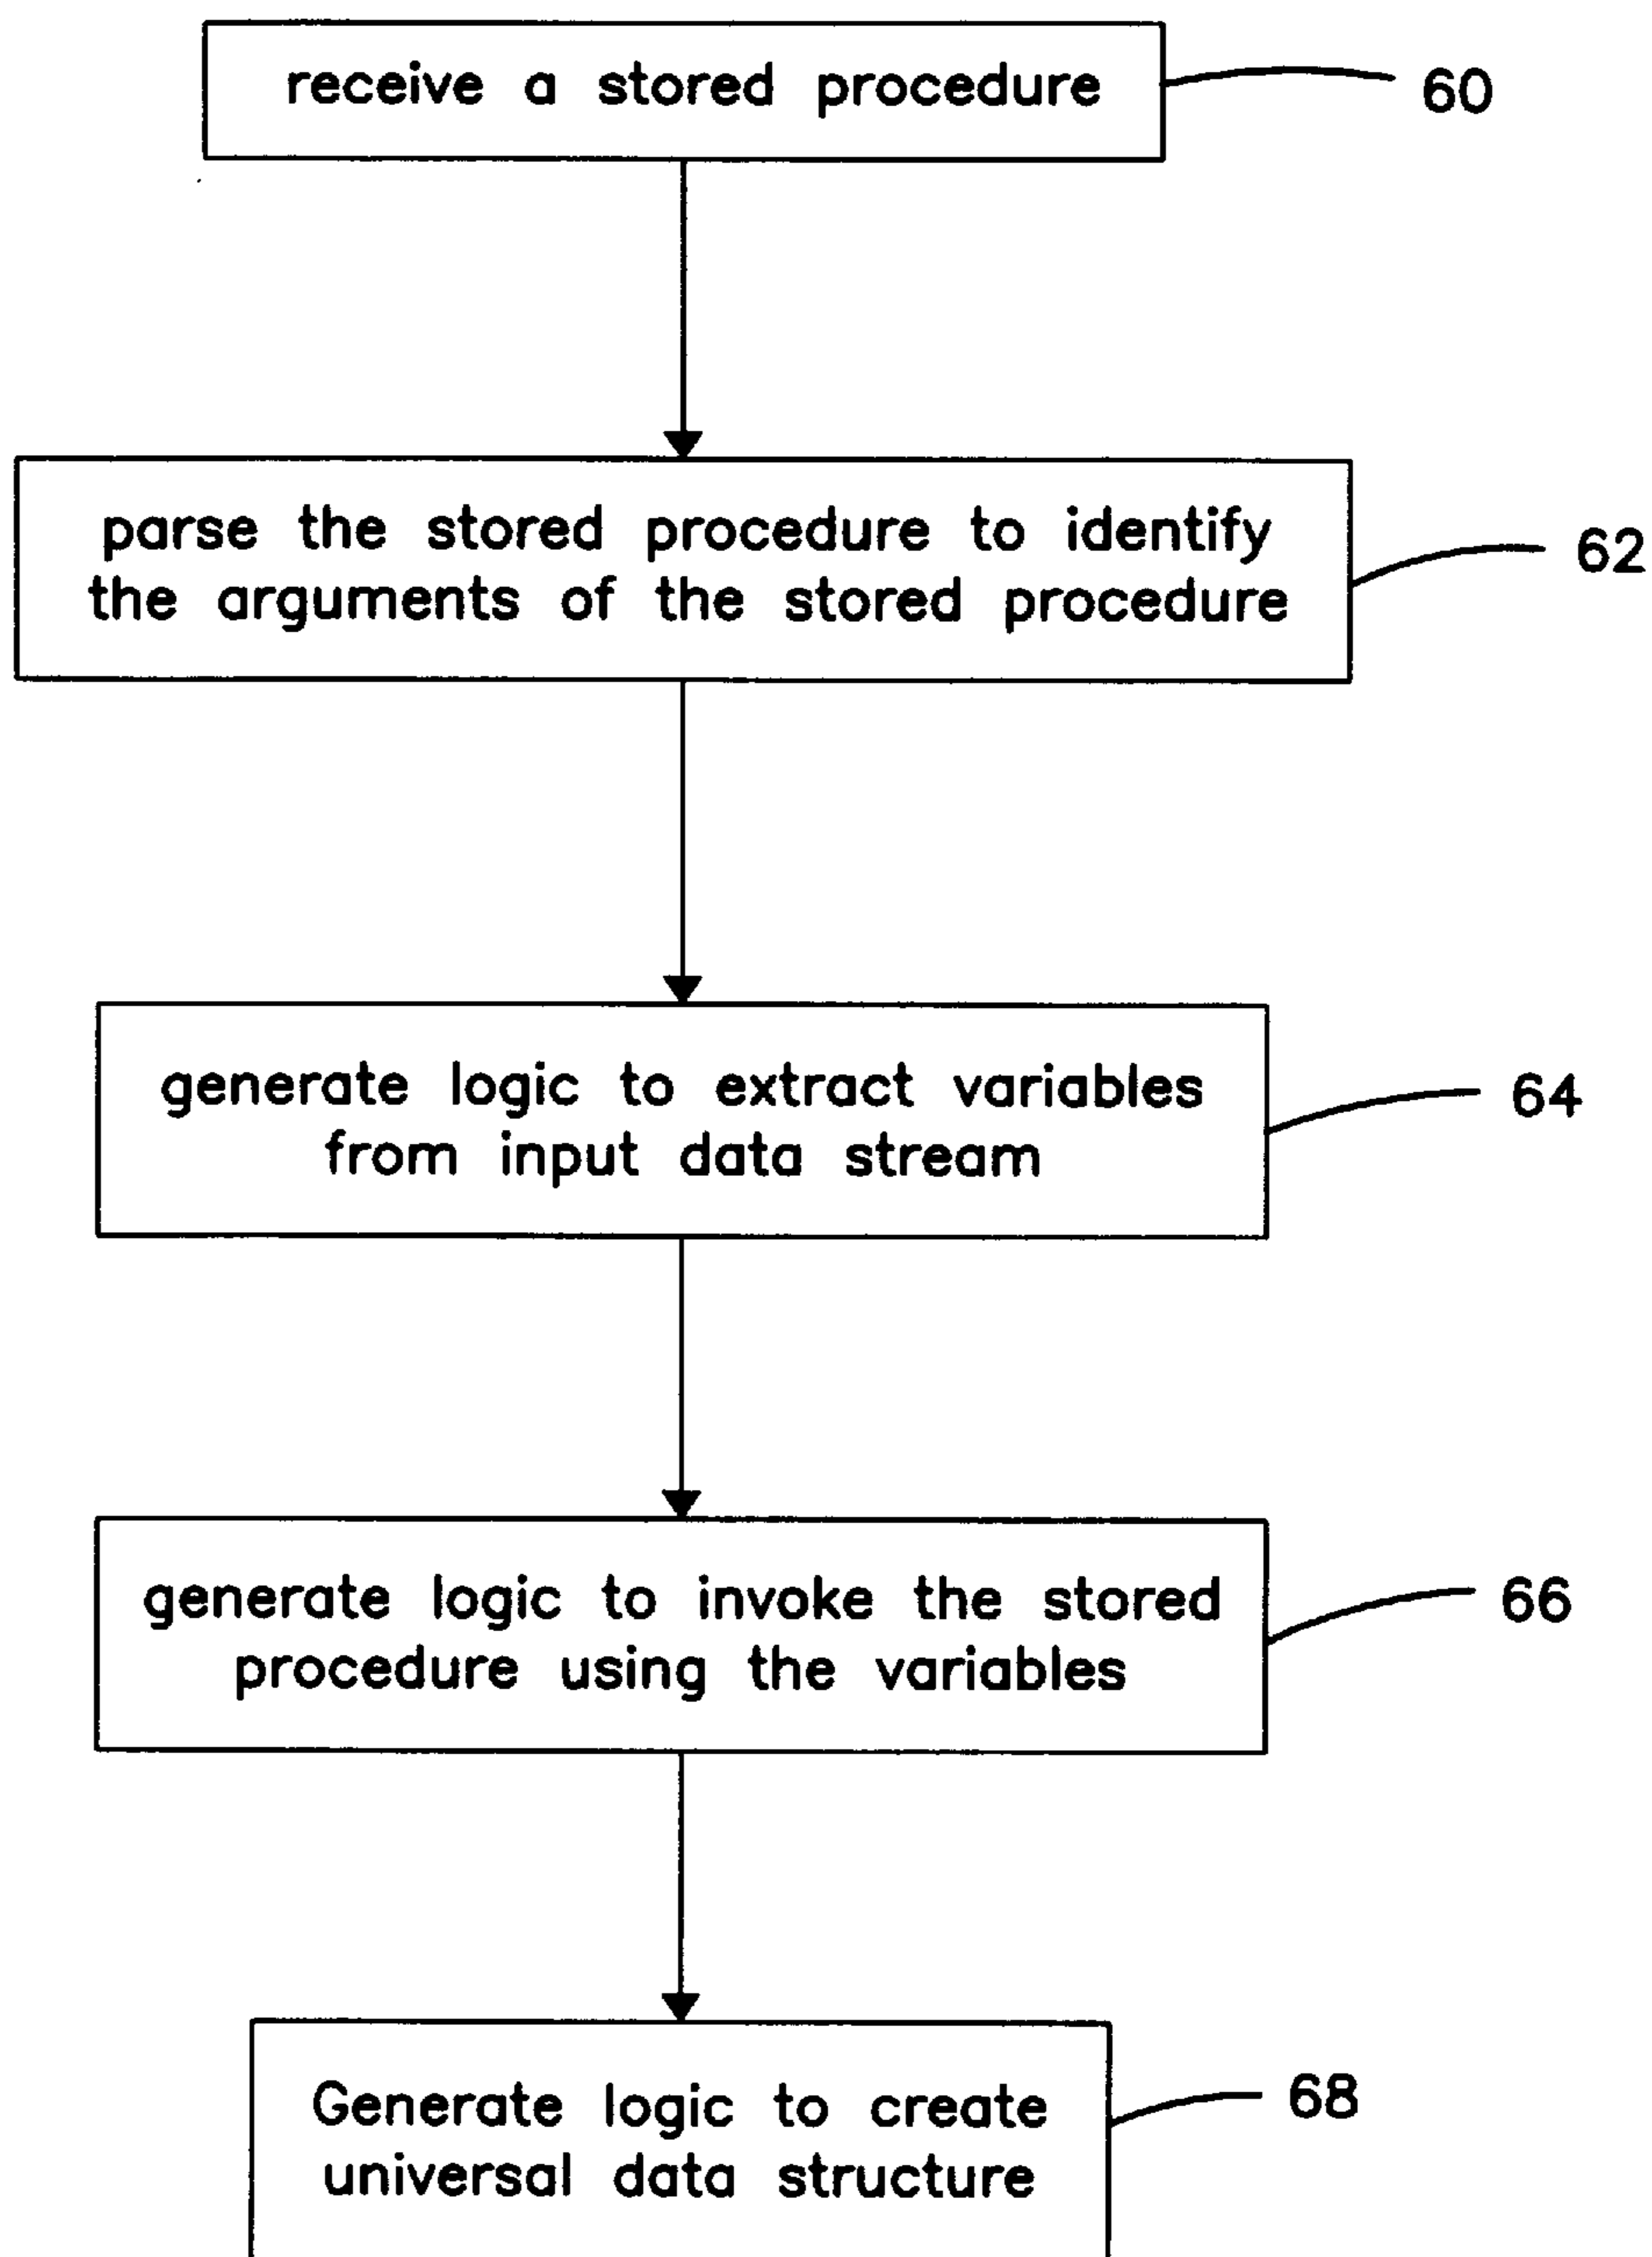 receive a stored procedure
60
parse the stored procedure to identify
the arguments of the stored procedure
62
generate logic to extract variables
from input data stream
64
generate logic to invoke the stored
procedure using the variables
66
Generate logic to create
universal data structure
68